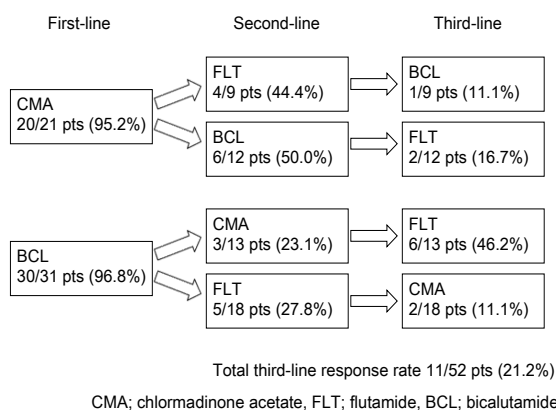 First-line Second-line Third-line
FLT
4/9 pts (44.4%)
BCL
1/9 pts (11.1%)
CMA
20/21 pts (95.2%)
BCL
6/12 pts (50.0%)
FLT
2/12 pts (16.7%)
CMA
3/13 pts (23.1%)
FLT
6/13 pts (46.2%)
BCL
30/31 pts (96.8%)
FLT
5/18 pts (27.8%)
CMA
2/18 pts (11.1%)
Total third-line response rate 11/52 pts (21.2%)
CMA; chlormadinone acetate, FLT; flutamide, BCL; bicalutamide